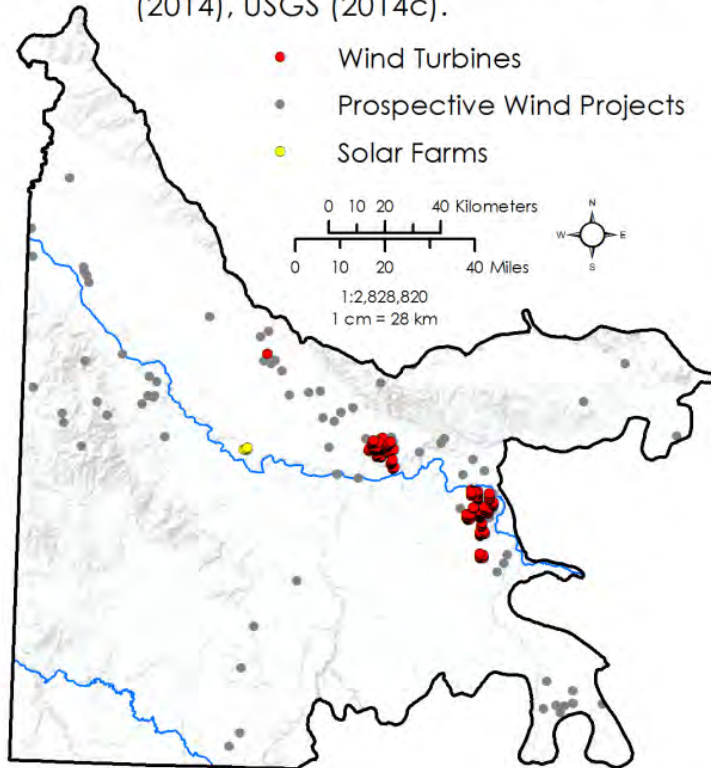 (2014), USGS (2014c).
Wind Turbines
Prospective Wind Projects
Solar Farms
0 10 20 40 Kilometers
N
W E
S
0 10 20 40 Miles
1:2,828,820
1 cm = 28 km